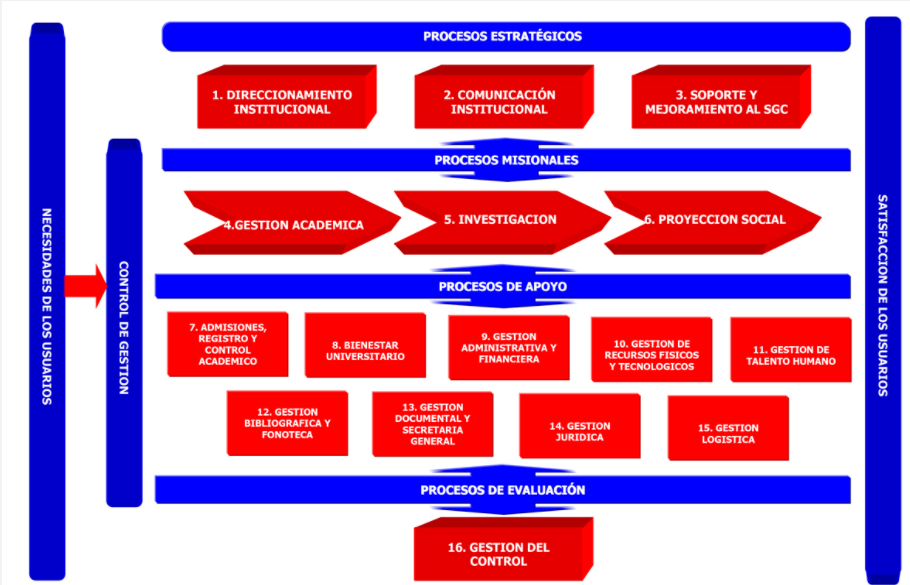 PROCESOS ESTRATÉGICOS
1. DIRECCIONAMIENTO
INSTITUCIONAL
2. COMUNICACIÓN
INSTITUCIONAL
3. SOPORTE Y
MEJORAMIENTO AL SGC
PROCESOS MISIONALES
4.GESTION ACADEMICA
5. INVESTIGACION
6. PROYECCION SOCIAL
PROCESOS DE APOYO
7. ADMISIONES,
REGISTRO Y
CONTROL
ACADEMICO
8. BIENESTAR
UNIVERSITARIO
9. GESTION
ADMINISTRATIVA Y
FINANCIERA
10. GESTION DE
RECURSOS FISICOS
Y TECNOLOGICOS
11. GESTION DE
TALENTO HUMANO
12. GESTION
BIBLIOGRAFICA Y
FONOTECA
13. GESTION
DOCUMENTAL Y
SECRETARIA
GENERAL
14. GESTION
JURIDICA
15. GESTION
LOGISTICA
PROCESOS DE EVALUACIÓN
16. GESTION DEL
CONTROL
NECESIDADES DE LOS USUARIOS
CONTROL DE GESTION
SATISFACCION DE LOS USUARIOS